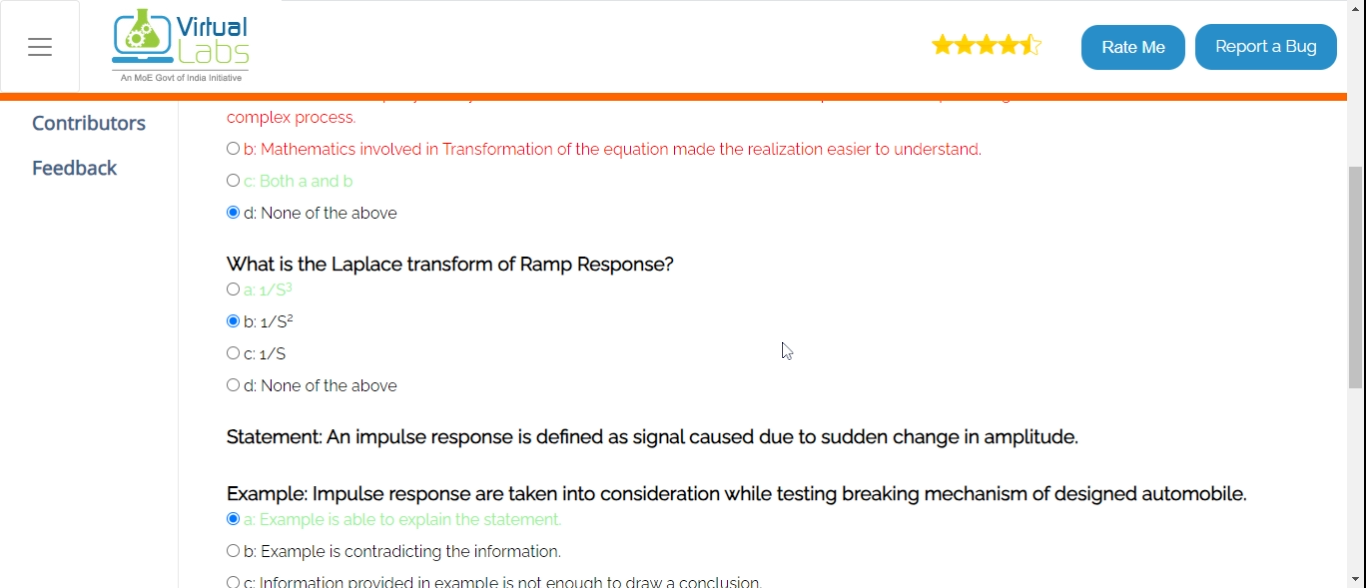 Virtual
Labs
An MoE Govt of India Initiative
Rate Me
Report a Bug
Contributors
Feedback
complex process.
b: Mathematics involved in Transformation of the equation made the realization easier to understand.
c: Both a and b
d: None of the above
What is the Laplace transform of Ramp Response?
a: 1/S³
b: 1/S²
c: 1/S
d: None of the above
Statement: An impulse response is defined as signal caused due to sudden change in amplitude.
Example: Impulse response are taken into consideration while testing breaking mechanism of designed automobile.
a: Example is able to explain the statement.
b: Example is contradicting the information.
c: Information provided in example is not enough to draw a conclusion.